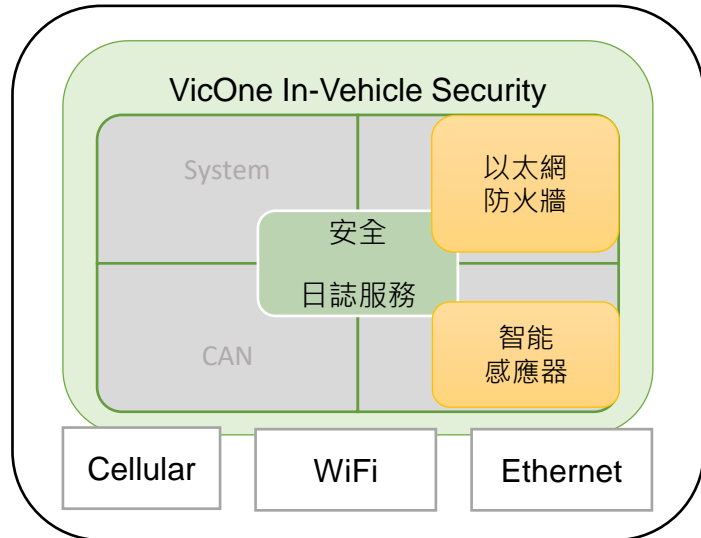 VicOne In-Vehicle Security
System
以太網
防火牆
安全
日誌服務
CAN
智能
感應器
Cellular
WiFi
Ethernet